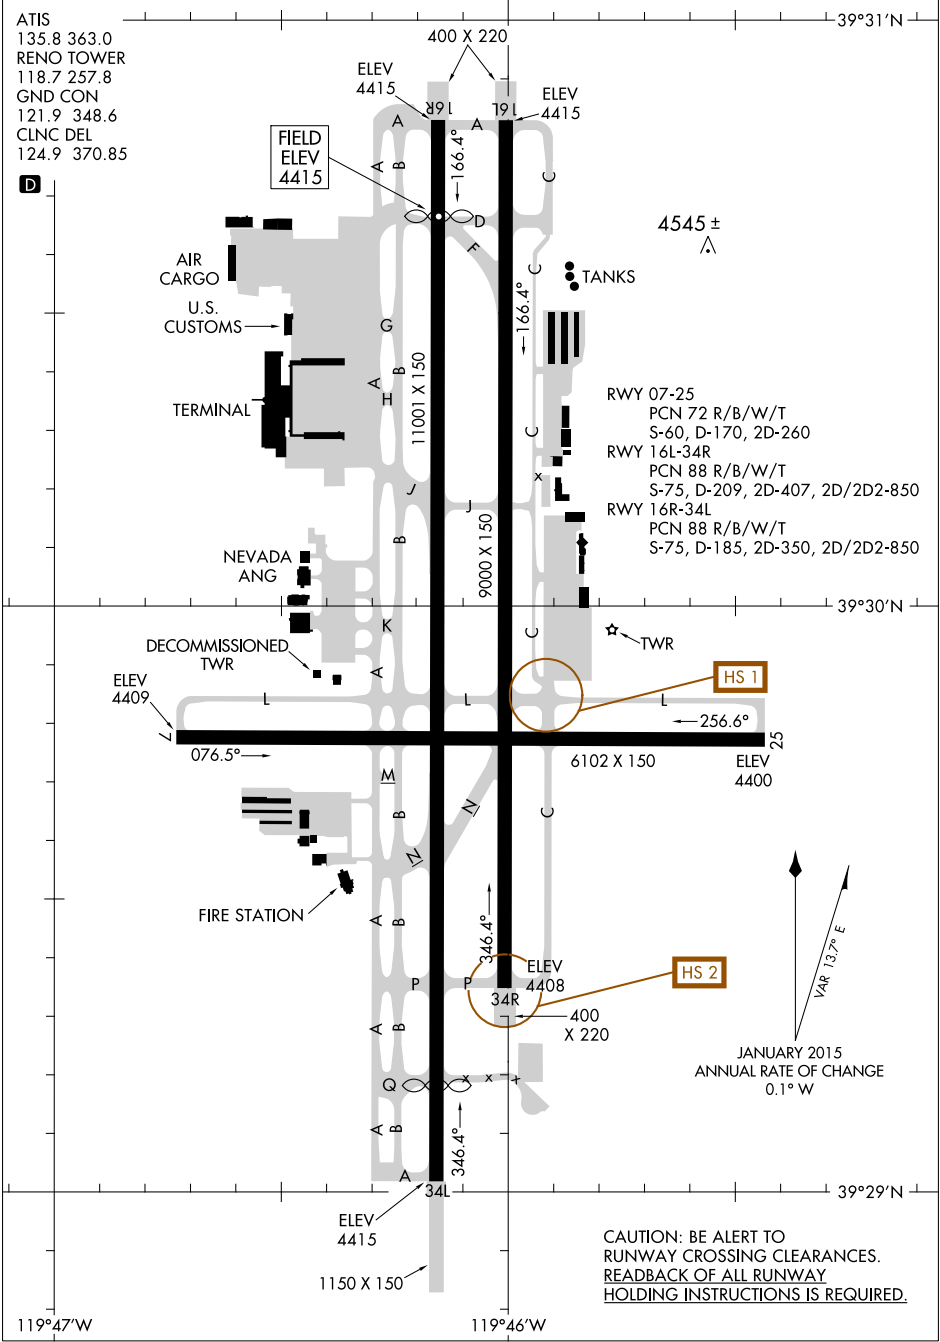 ATIS
135.8 363.0
RENO TOWER
118.7 257.8
GND CON
121.9 348.6
CLNC DEL
124.9 370.85
D
39°31'N
400 X 220
ELEV
4415
ELEV
4415
16R
16L
A
A
FIELD
ELEV
4415
A
B
166.4°
C
D
F
4545 ±
AIR
CARGO
C
TANKS
U.S.
CUSTOMS
G
166.4°
TERMINAL
A
B
H
11001 X 150
C
RWY 07-25
PCN 72 R/B/W/T
S-60, D-170, 2D-260
RWY 16L-34R
PCN 88 R/B/W/T
S-75, D-209, 2D-407, 2D/2D2-850
RWY 16R-34L
PCN 88 R/B/W/T
S-75, D-185, 2D-350, 2D/2D2-850
X
J
J
B
9000 X 150
NEVADA
ANG
39°30'N
K
C
TWR
DECOMMISSIONED
TWR
A
HS 1
ELEV
4409
L
L
L
256.6°
7
25
076.5°
6102 X 150
ELEV
4400
M
B
N
C
N
FIRE STATION
A
B
346.4°
VAR 13.7° E
P
P
ELEV
4408
HS 2
34R
400
X 220
A
B
JANUARY 2015
ANNUAL RATE OF CHANGE
0.1° W
Q
X X X
A
B
346.4°
A
34L
39°29'N
ELEV
4415
1150 X 150
CAUTION: BE ALERT TO
RUNWAY CROSSING CLEARANCES.
READBACK OF ALL RUNWAY
HOLDING INSTRUCTIONS IS REQUIRED.
119°47'W
119°46'W